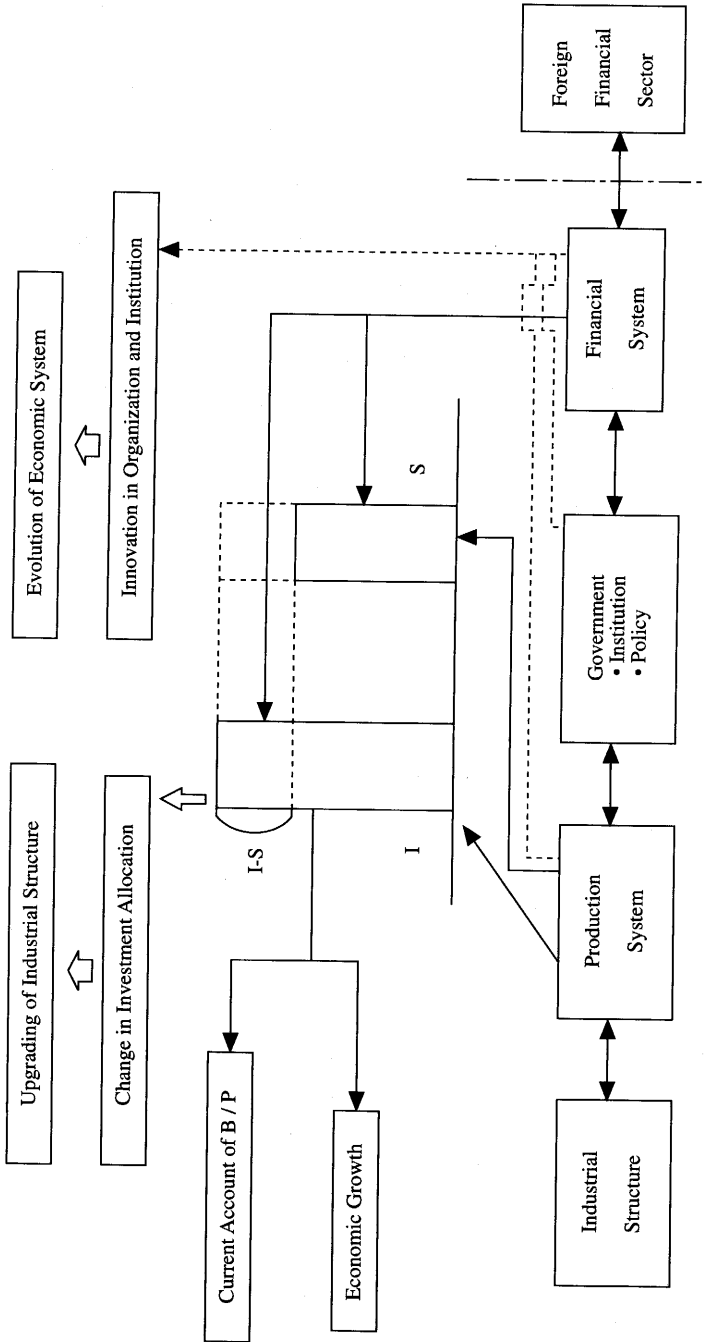 Upgrading of Industrial Structure
Evolution of Economic System
Change in Investment Allocation
Innovation in Organization and Institution
Current Account of B / P
Economic Growth
I-S
I
S
Industrial
Structure
Production
System
Government
• Institution
• Policy
Financial
System
Foreign
Financial
Sector